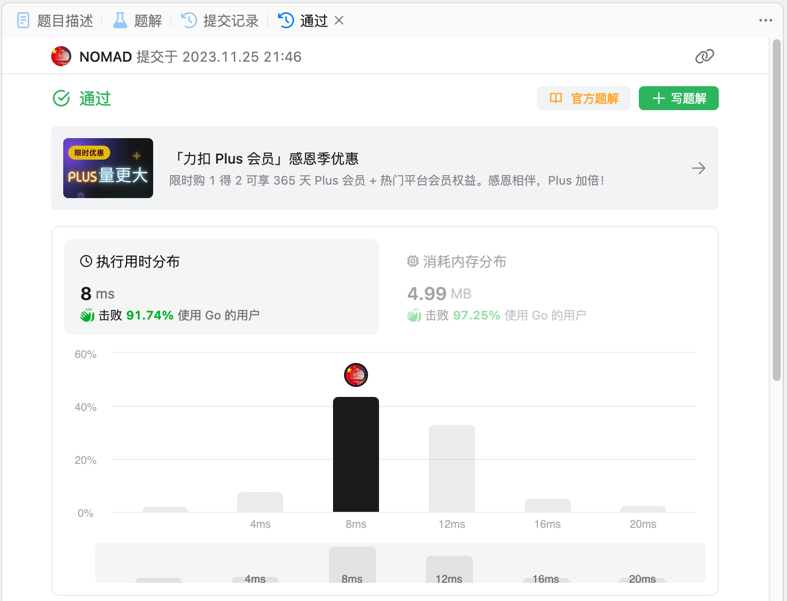 题目描述 题解 提交记录 通过
NOMAD 提交于 2023.11.25 21:46
通过 官方题解 写题解
限时优惠
PLUS量更大
「力扣 Plus 会员」感恩季优惠
限时购 1 得 2 可享 365 天 Plus 会员 + 热门平台会员权益。感恩相伴，Plus 加倍！
执行用时分布 消耗内存分布
8 ms 4.99 MB
击败 91.74% 使用 Go 的用户 击败 97.25% 使用 Go 的用户
60%
40%
20%
0%
4ms 8ms 12ms 16ms 20ms
4ms 8ms 12ms 16ms 20ms